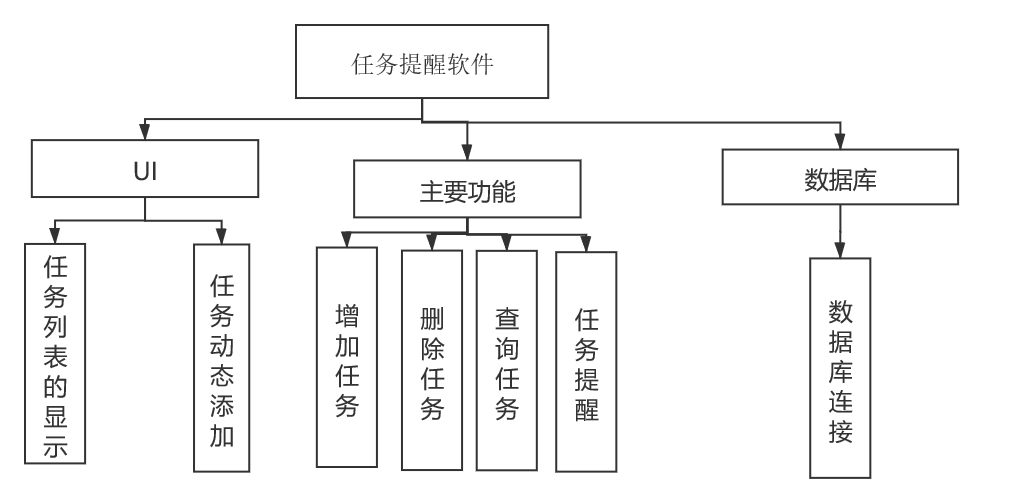 任务提醒软件
UI
主要功能
数据库
任务列表的显示
任务动态添加
增加任务
删除任务
查询任务
任务提醒
数据库连接